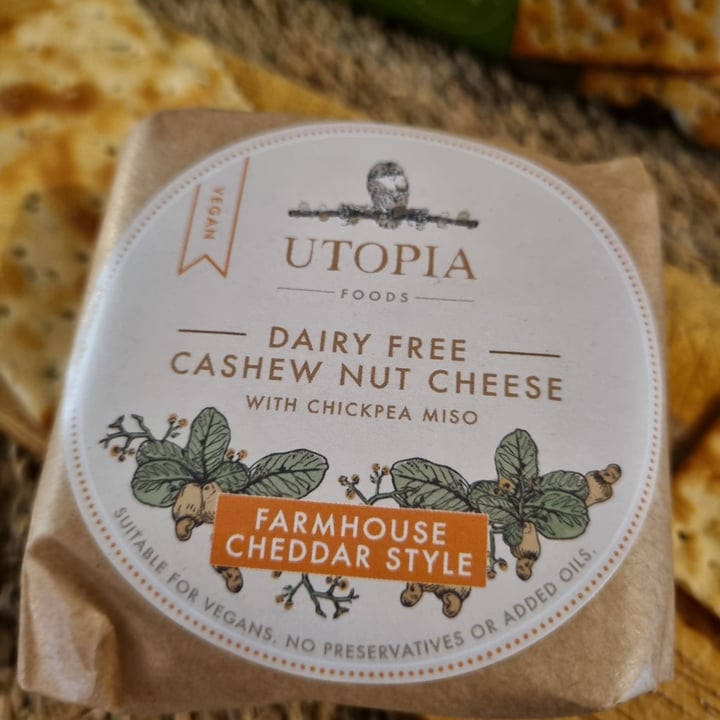 VEGAN
UTOPIA
FOODS
DAIRY FREE
CASHEW NUT CHEESE
WITH CHICKPEA MISO
FARMHOUSE
CHEDDAR STYLE
SUITABLE FOR VEGANS. NO PRESERVATIVES OR ADDED OILS.